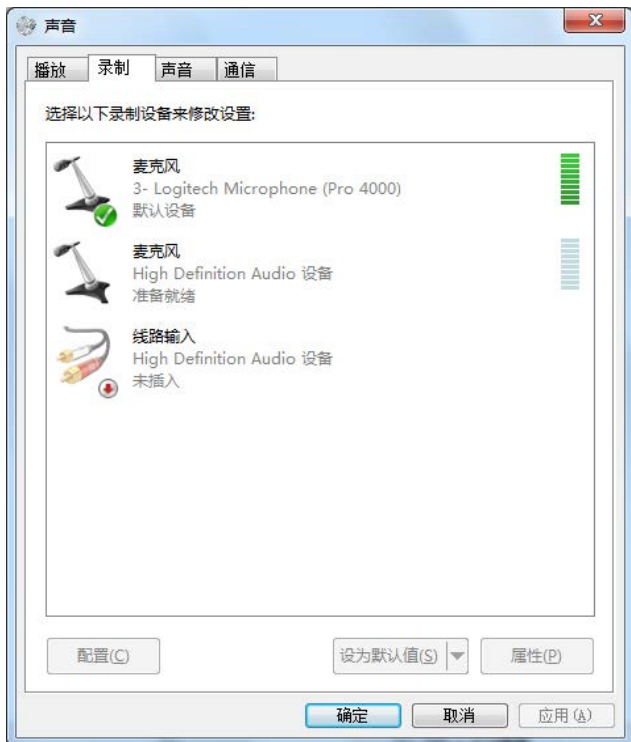 声音
播放 录制 声音 通信
选择以下录制设备来修改设置:
麦克风
3- Logitech Microphone (Pro 4000)
默认设备
麦克风
High Definition Audio 设备
准备就绪
线路输入
High Definition Audio 设备
未插入
配置(C) 设为默认值(S) 属性(P)
确定 取消 应用(A)